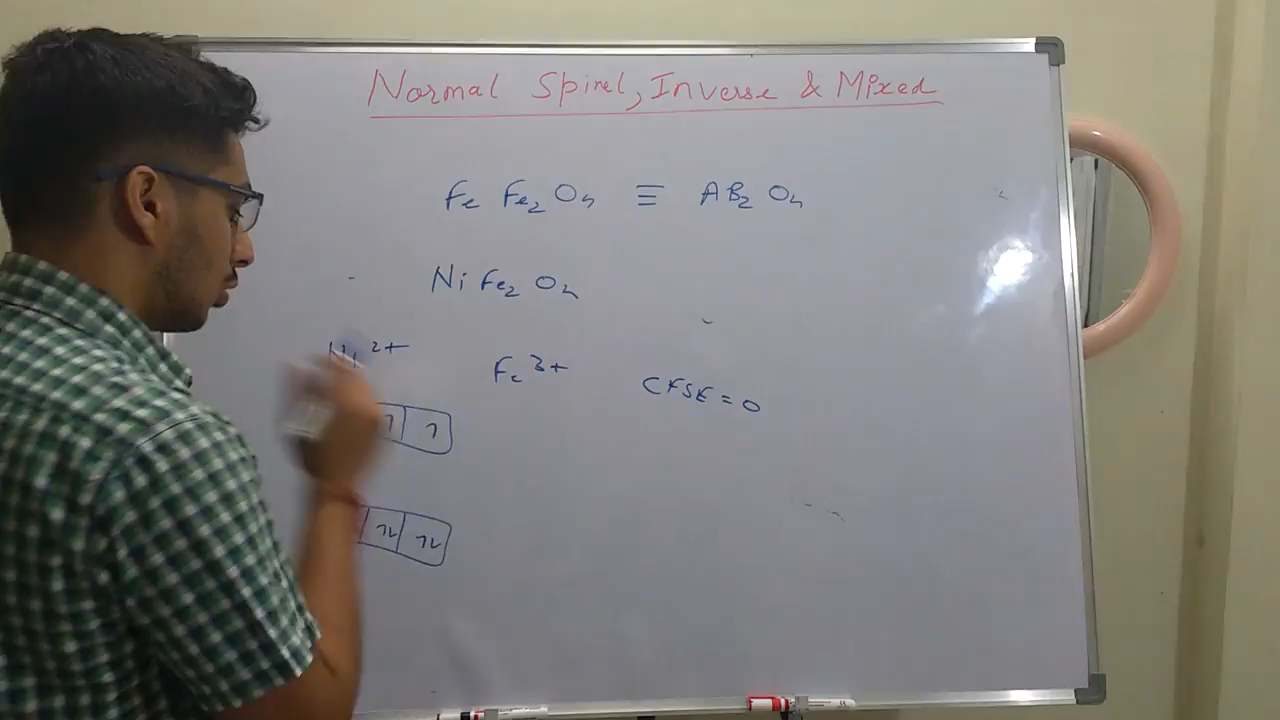 Normal Spinel, Inverse & Mixed
Fe Fe₂ O₄ ≡ AB₂ O₄
Ni Fe₂ O₄
Ni²⁺ Fe³⁺ CFSE = 0
1 1
1L 1L